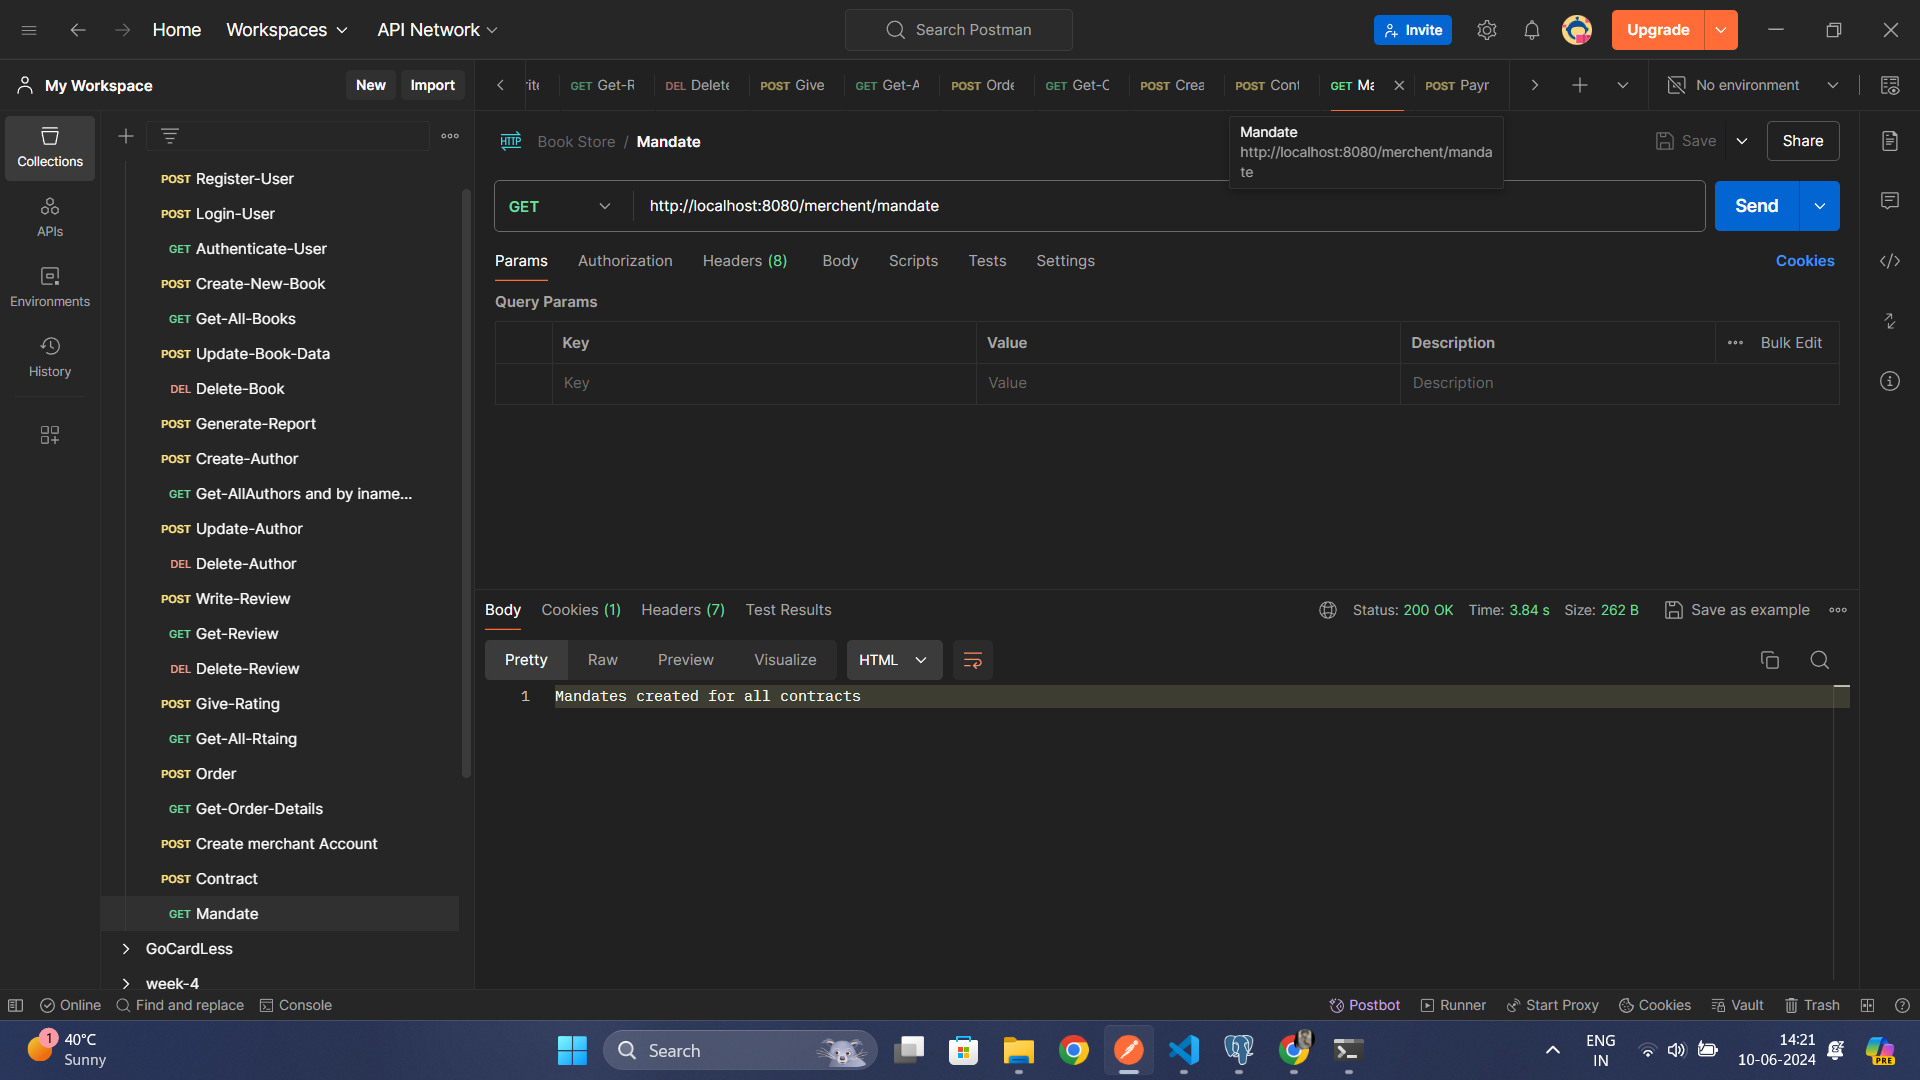 Home
Workspaces
API Network
Search Postman
Invite
Upgrade
My Workspace
New
Import
GET Get-R
DEL Delete
POST Give
GET Get-A
POST Orde
GET Get-C
POST Crea
POST Cont
GET Ma
POST Payr
No environment
Collections
APIs
Environments
History
POST Register-User
POST Login-User
GET Authenticate-User
POST Create-New-Book
GET Get-All-Books
POST Update-Book-Data
DEL Delete-Book
POST Generate-Report
POST Create-Author
GET Get-AllAuthors and by iname...
POST Update-Author
DEL Delete-Author
POST Write-Review
GET Get-Review
DEL Delete-Review
POST Give-Rating
GET Get-All-Rtaing
POST Order
GET Get-Order-Details
POST Create merchant Account
POST Contract
GET Mandate
GoCardLess
week-4
HTTP Book Store / Mandate
Mandate
http://localhost:8080/merchent/manda
te
Save
Share
GET
http://localhost:8080/merchent/mandate
Send
Params
Authorization
Headers (8)
Body
Scripts
Tests
Settings
Cookies
Query Params
Key
Value
Description
Bulk Edit
Key
Value
Description
Body
Cookies (1)
Headers (7)
Test Results
Status: 200 OK
Time: 3.84 s
Size: 262 B
Save as example
Pretty
Raw
Preview
Visualize
HTML
1 Mandates created for all contracts
Online
Find and replace
Console
Postbot
Runner
Start Proxy
Cookies
Vault
Trash
1
40°C
Sunny
Search
ENG
IN
14:21
10-06-2024
PRE